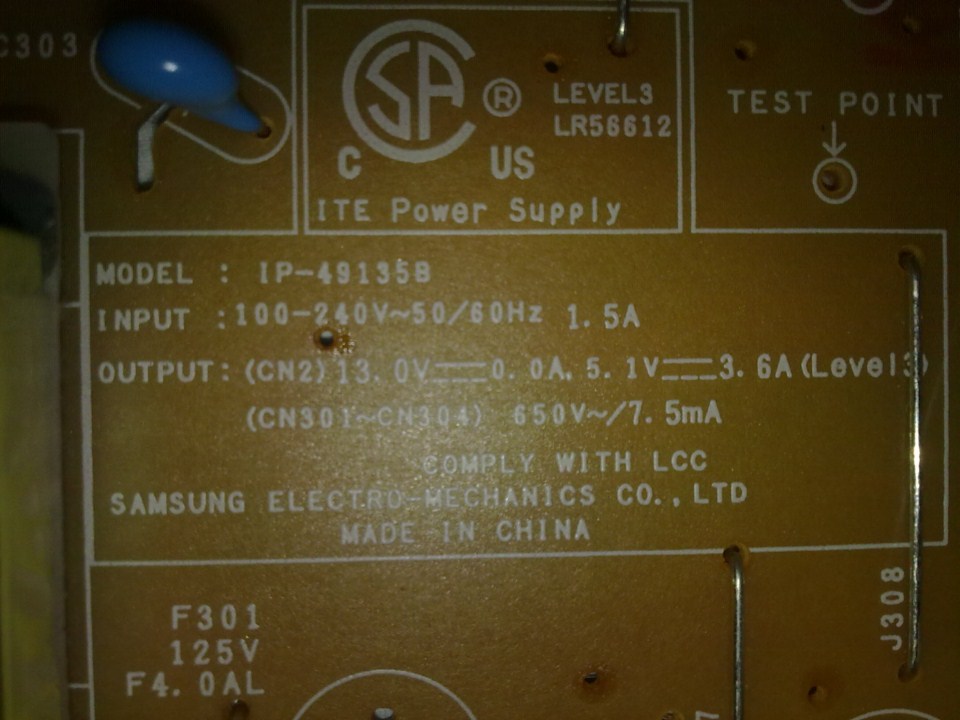 C303
SA ®
C US
LEVEL3
LR56612
ITE Power Supply
TEST POINT
MODEL : IP-49135B
INPUT :100-240V~50/60Hz 1.5A
OUTPUT: (CN2)13.0V⎓0.0A, 5.1V⎓3.6A(Level3)
(CN301~CN304) 650V~/7.5mA
COMPLY WITH LCC
SAMSUNG ELECTRO-MECHANICS CO.,LTD
MADE IN CHINA
J308
F301
125V
F4.0AL
7